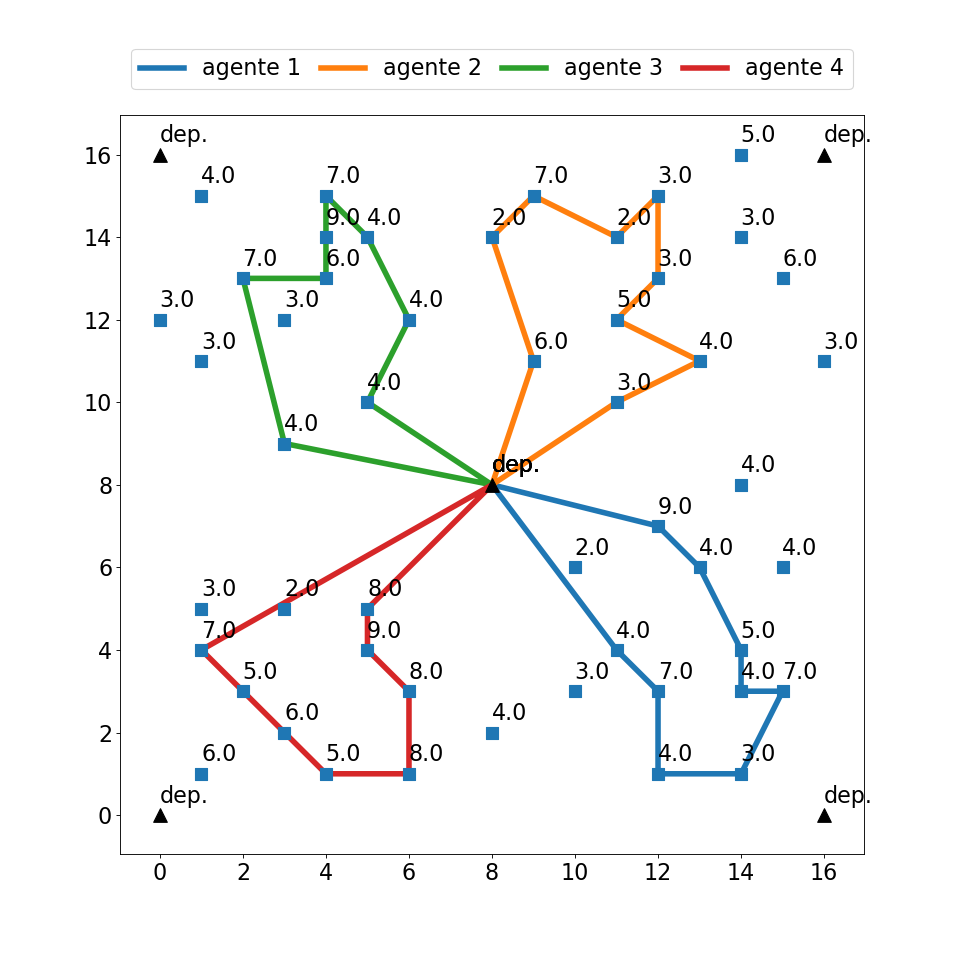 agente 1 agente 2 agente 3 agente 4
dep. 5.0 dep.
16
4.0 7.0 7.0 3.0
9.0 4.0 2.0 2.0 3.0
14
7.0 6.0 3.0 6.0
3.0 3.0 4.0 5.0
12
3.0 6.0 4.0 3.0
4.0 3.0
10
4.0
dep. 4.0
8
9.0
2.0 4.0 4.0
6
3.0 2.0 8.0
7.0 9.0 4.0 5.0
4
5.0 8.0 3.0 7.0 4.0 7.0
6.0 4.0
2
6.0 5.0 8.0 4.0 3.0
dep. dep.
0
0 2 4 6 8 10 12 14 16